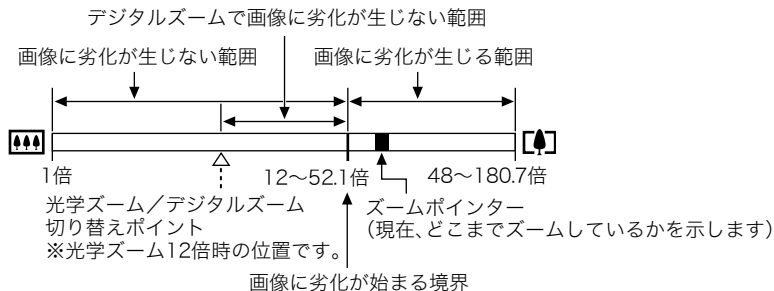 デジタルズームで画像に劣化が生じない範囲
画像に劣化が生じない範囲
画像に劣化が生じる範囲
1倍
12～52.1倍
48～180.7倍
光学ズーム／デジタルズーム
切り替えポイント
※光学ズーム12倍時の位置です。
ズームポインター
（現在、どこまでズームしているかを示します）
画像に劣化が始まる境界